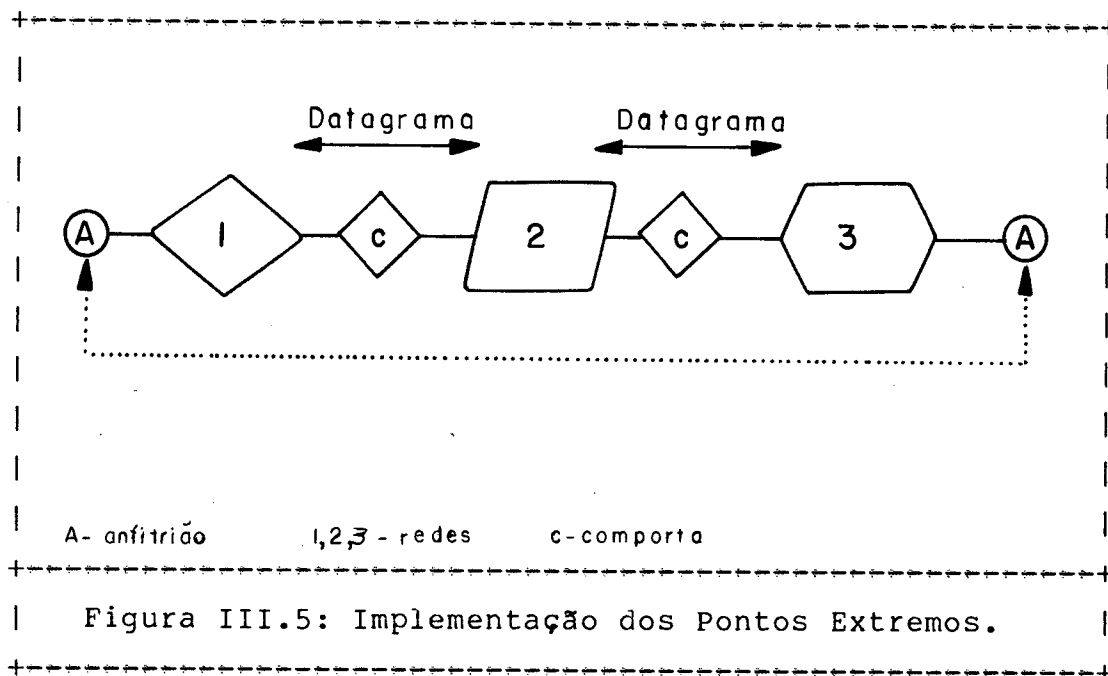 Datagrama Datagrama
A 1 c 2 c 3 A
A- anfitrião 1,2,3 - redes c-comporta
Figura III.5: Implementação dos Pontos Extremos.